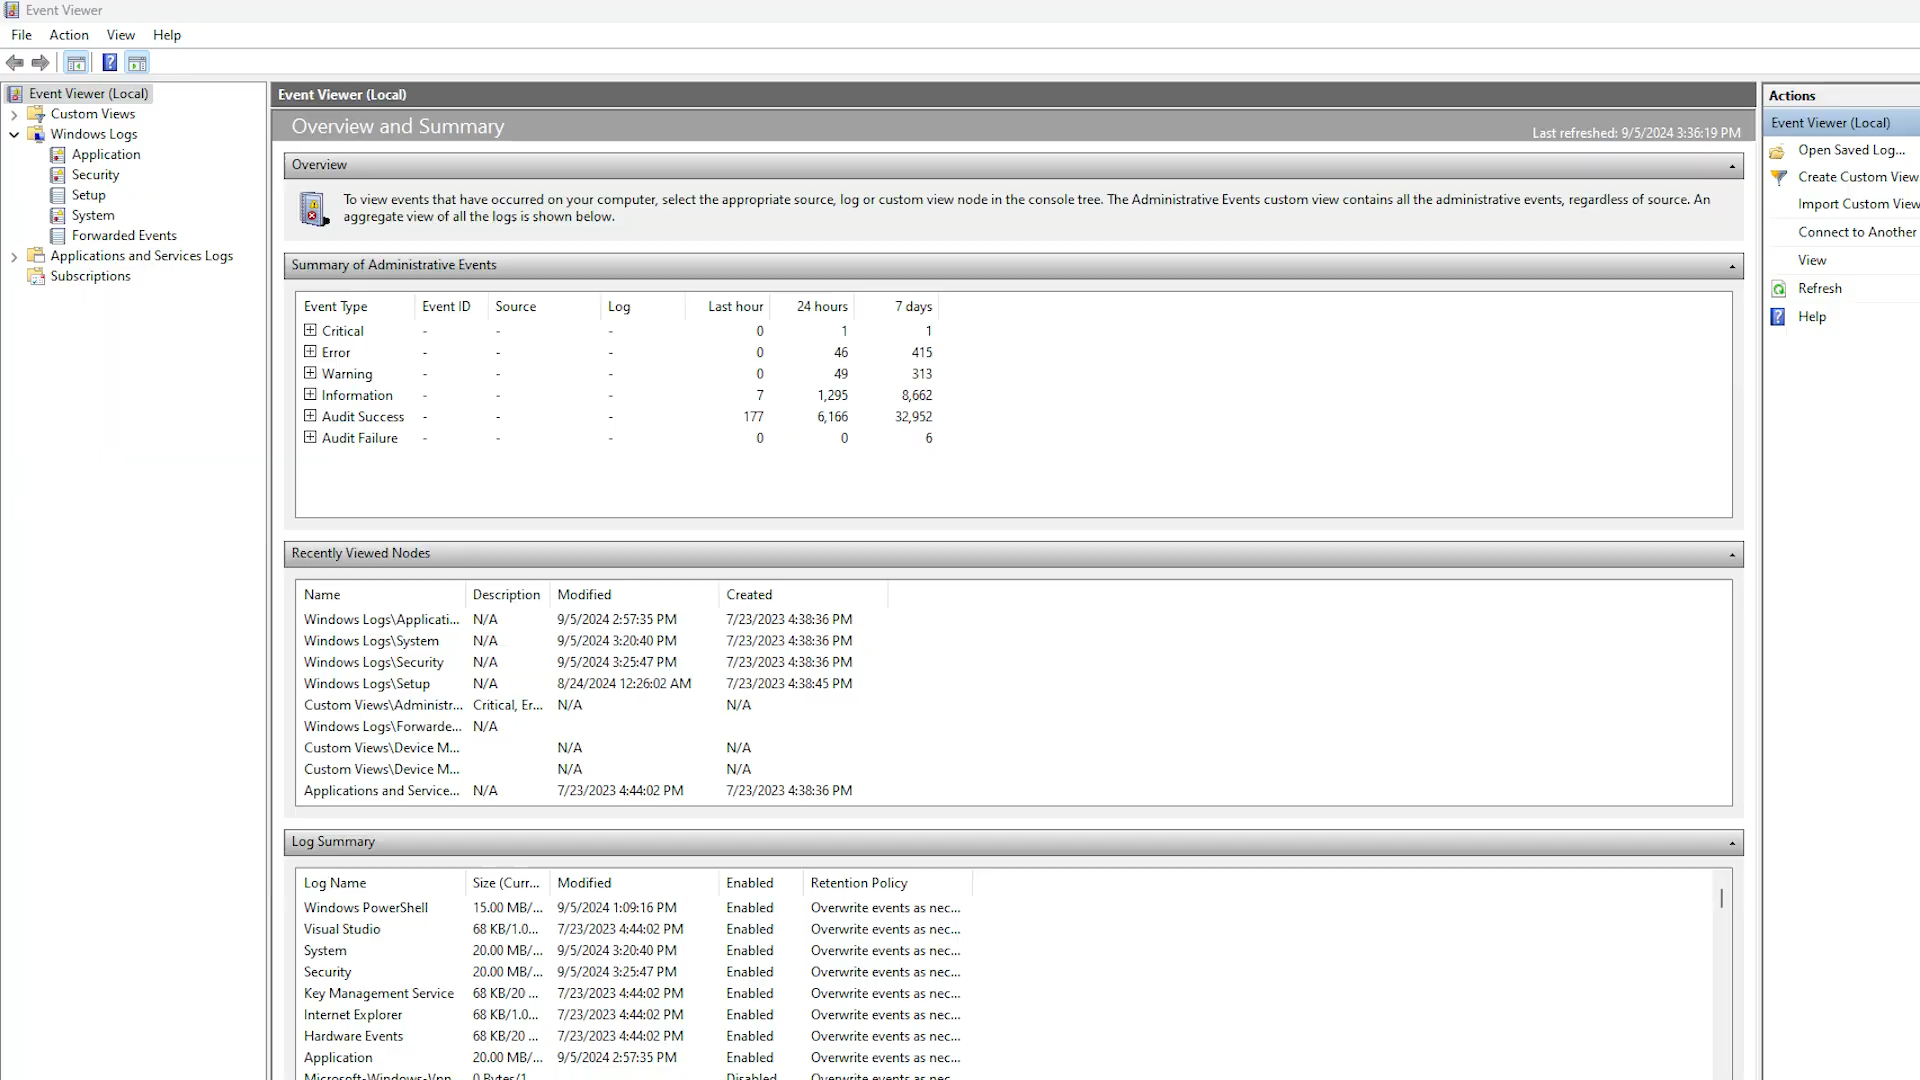 Event Viewer
File Action View Help
Event Viewer (Local)
Custom Views
Windows Logs
Application
Security
Setup
System
Forwarded Events
Applications and Services Logs
Subscriptions
Event Viewer (Local)
Overview and Summary
Last refreshed: 9/5/2024 3:36:19 PM
Overview
To view events that have occurred on your computer, select the appropriate source, log or custom view node in the console tree. The Administrative Events custom view contains all the administrative events, regardless of source. An
aggregate view of all the logs is shown below.
Summary of Administrative Events
Event Type Event ID Source Log Last hour 24 hours 7 days
Critical - - - 0 1 1
Error - - - 0 46 415
Warning - - - 0 49 313
Information - - - 7 1,295 8,662
Audit Success - - - 177 6,166 32,952
Audit Failure - - - 0 0 6
Recently Viewed Nodes
Name Description Modified Created
Windows Logs\Applicati... N/A 9/5/2024 2:57:35 PM 7/23/2023 4:38:36 PM
Windows Logs\System N/A 9/5/2024 3:20:40 PM 7/23/2023 4:38:36 PM
Windows Logs\Security N/A 9/5/2024 3:25:47 PM 7/23/2023 4:38:36 PM
Windows Logs\Setup N/A 8/24/2024 12:26:02 AM 7/23/2023 4:38:45 PM
Custom Views\Administr... Critical, Er... N/A N/A
Windows Logs\Forwarde... N/A
Custom Views\Device M... N/A N/A
Custom Views\Device M... N/A N/A
Applications and Service... N/A 7/23/2023 4:44:02 PM 7/23/2023 4:38:36 PM
Log Summary
Log Name Size (Curr... Modified Enabled Retention Policy
Windows PowerShell 15.00 MB/... 9/5/2024 1:09:16 PM Enabled Overwrite events as nec...
Visual Studio 68 KB/1.0... 7/23/2023 4:44:02 PM Enabled Overwrite events as nec...
System 20.00 MB/... 9/5/2024 3:20:40 PM Enabled Overwrite events as nec...
Security 20.00 MB/... 9/5/2024 3:25:47 PM Enabled Overwrite events as nec...
Key Management Service 68 KB/20 ... 7/23/2023 4:44:02 PM Enabled Overwrite events as nec...
Internet Explorer 68 KB/1.0... 7/23/2023 4:44:02 PM Enabled Overwrite events as nec...
Hardware Events 68 KB/20 ... 7/23/2023 4:44:02 PM Enabled Overwrite events as nec...
Application 20.00 MB/... 9/5/2024 2:57:35 PM Enabled Overwrite events as nec...
Microsoft-Windows-Vpn 0 Bytes/1... Disabled Overwrite events as nec...
Actions
Event Viewer (Local)
Open Saved Log...
Create Custom View
Import Custom View
Connect to Another
View
Refresh
Help